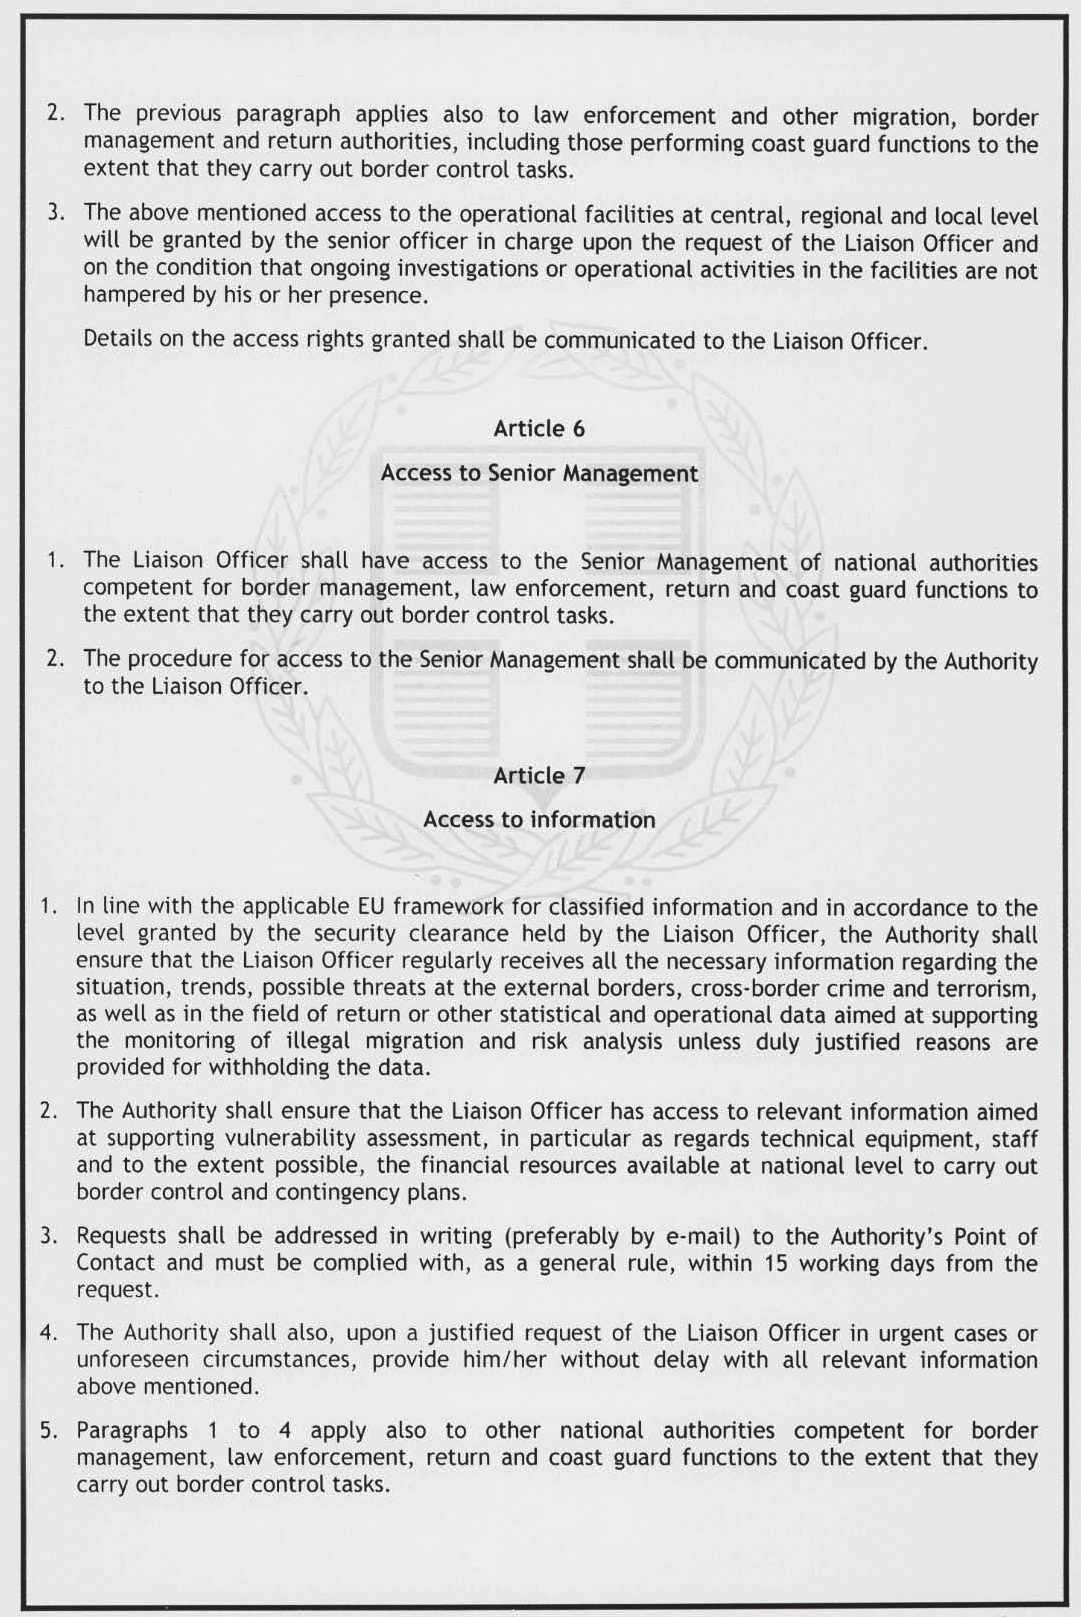 2. The previous paragraph applies also to law enforcement and other migration, border
management and return authorities, including those performing coast guard functions to the
extent that they carry out border control tasks.
3. The above mentioned access to the operational facilities at central, regional and local level
will be granted by the senior officer in charge upon the request of the Liaison Officer and
on the condition that ongoing investigations or operational activities in the facilities are not
hampered by his or her presence.
Details on the access rights granted shall be communicated to the Liaison Officer.
Article 6
Access to Senior Management
1. The Liaison Officer shall have access to the Senior Management of national authorities
competent for border management, law enforcement, return and coast guard functions to
the extent that they carry out border control tasks.
2. The procedure for access to the Senior Management shall be communicated by the Authority
to the Liaison Officer.
Article 7
Access to information
1. In line with the applicable EU framework for classified information and in accordance to the
level granted by the security clearance held by the Liaison Officer, the Authority shall
ensure that the Liaison Officer regularly receives all the necessary information regarding the
situation, trends, possible threats at the external borders, cross-border crime and terrorism,
as well as in the field of return or other statistical and operational data aimed at supporting
the monitoring of illegal migration and risk analysis unless duly justified reasons are
provided for withholding the data.
2. The Authority shall ensure that the Liaison Officer has access to relevant information aimed
at supporting vulnerability assessment, in particular as regards technical equipment, staff
and to the extent possible, the financial resources available at national level to carry out
border control and contingency plans.
3. Requests shall be addressed in writing (preferably by e-mail) to the Authority's Point of
Contact and must be complied with, as a general rule, within 15 working days from the
request.
4. The Authority shall also, upon a justified request of the Liaison Officer in urgent cases or
unforeseen circumstances, provide him/her without delay with all relevant information
above mentioned.
5. Paragraphs 1 to 4 apply also to other national authorities competent for border
management, law enforcement, return and coast guard functions to the extent that they
carry out border control tasks.